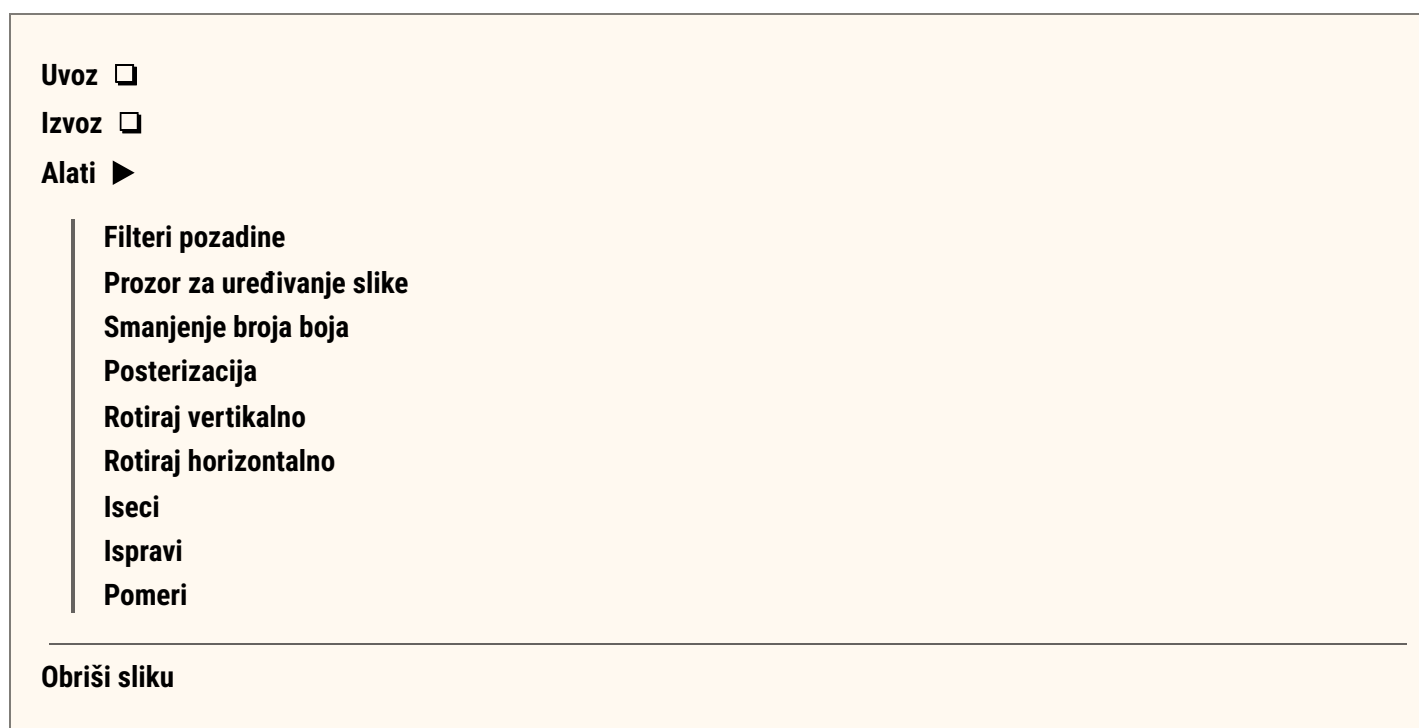 Uvoz ❏
Izvoz ❏
Alati ▶
Filteri pozadine
Prozor za uređivanje slike
Smanjenje broja boja
Posterizacija
Rotiraj vertikalno
Rotiraj horizontalno
Iseci
Ispravi
Pomeri
Obriši sliku